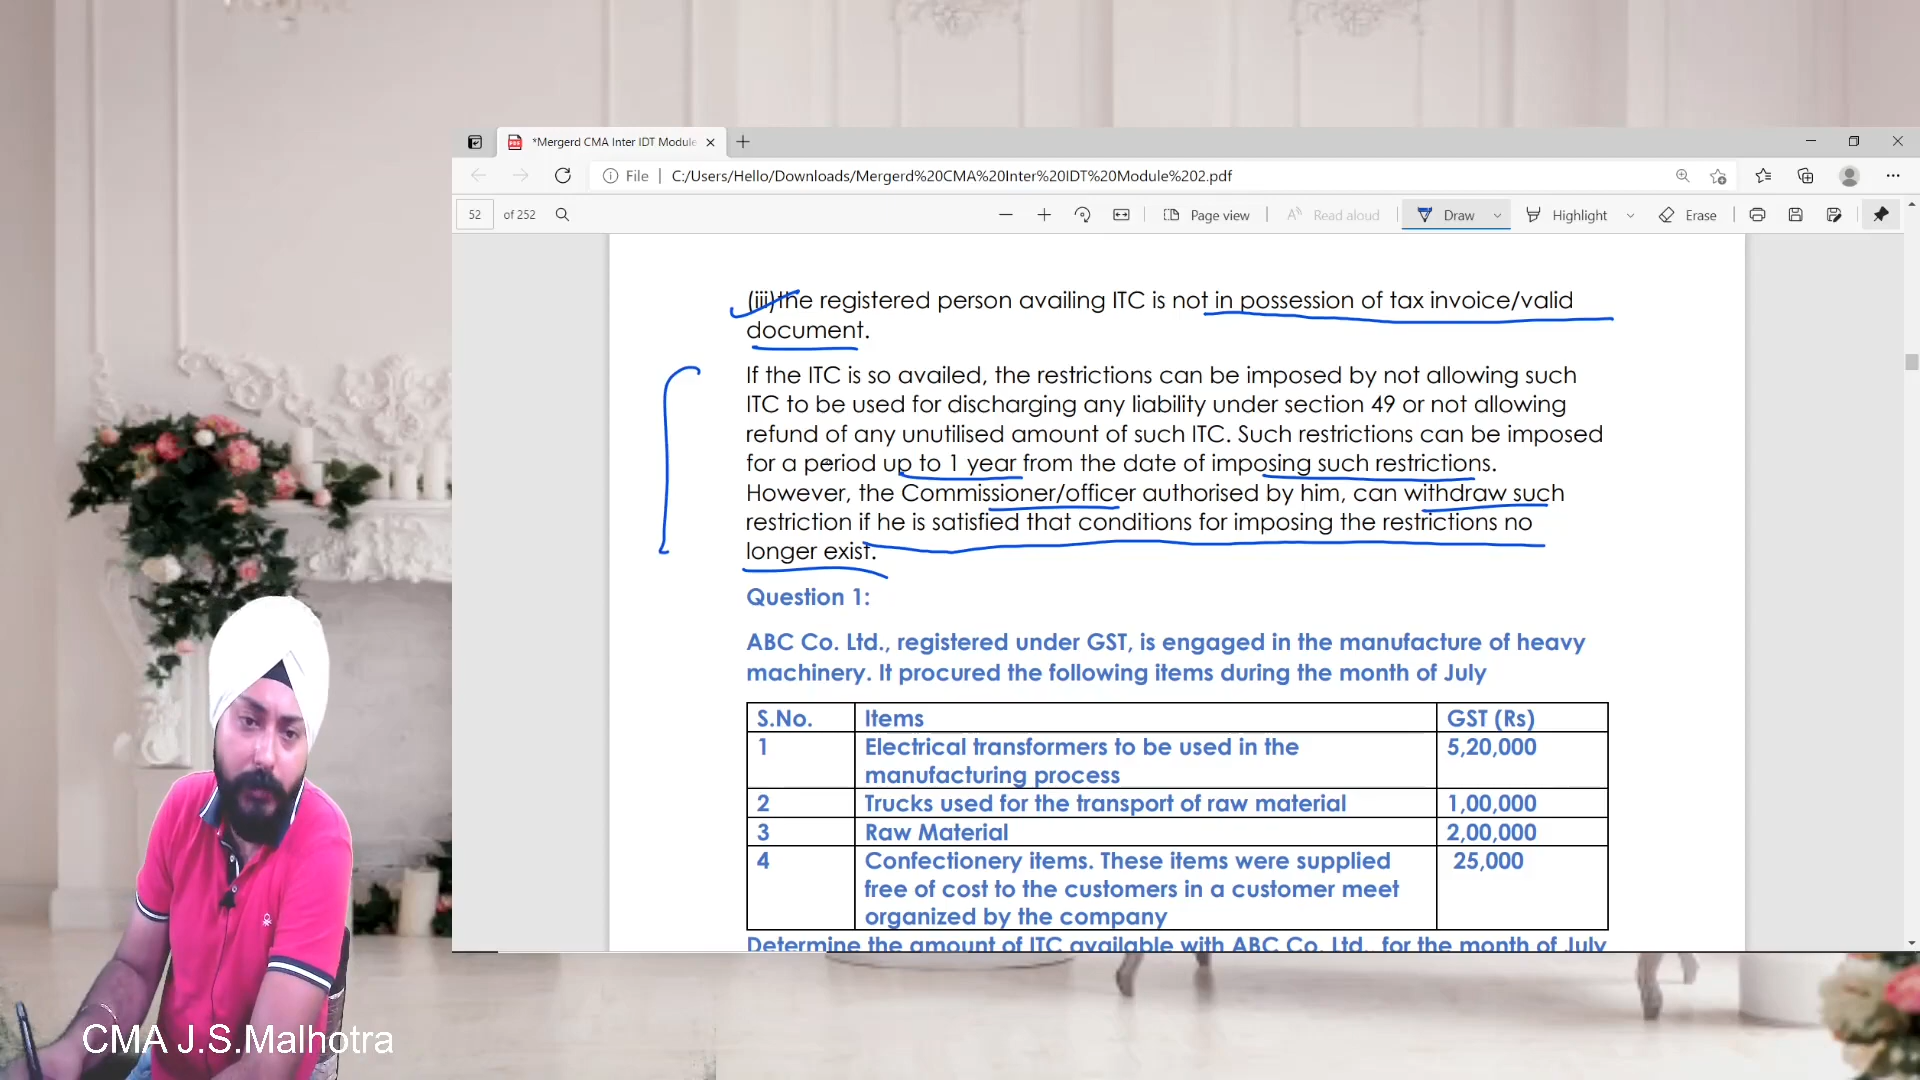 *Mergerd CMA Inter IDT Module
File | C:/Users/Hello/Downloads/Mergerd%20CMA%20Inter%20IDT%20Module%202.pdf
52 of 252 Page view Read aloud Draw Highlight Erase
(iii)the registered person availing ITC is not in possession of tax invoice/valid
document.
If the ITC is so availed, the restrictions can be imposed by not allowing such
ITC to be used for discharging any liability under section 49 or not allowing
refund of any unutilised amount of such ITC. Such restrictions can be imposed
for a period up to 1 year from the date of imposing such restrictions.
However, the Commissioner/officer authorised by him, can withdraw such
restriction if he is satisfied that conditions for imposing the restrictions no
longer exist.
Question 1:
ABC Co. Ltd., registered under GST, is engaged in the manufacture of heavy
machinery. It procured the following items during the month of July
S.No. Items GST (Rs)
1 Electrical transformers to be used in the 5,20,000
manufacturing process
2 Trucks used for the transport of raw material 1,00,000
3 Raw Material 2,00,000
4 Confectionery items. These items were supplied 25,000
free of cost to the customers in a customer meet
organized by the company
Determine the amount of ITC available with ABC Co. Ltd. for the month of July
CMA J.S.Malhotra